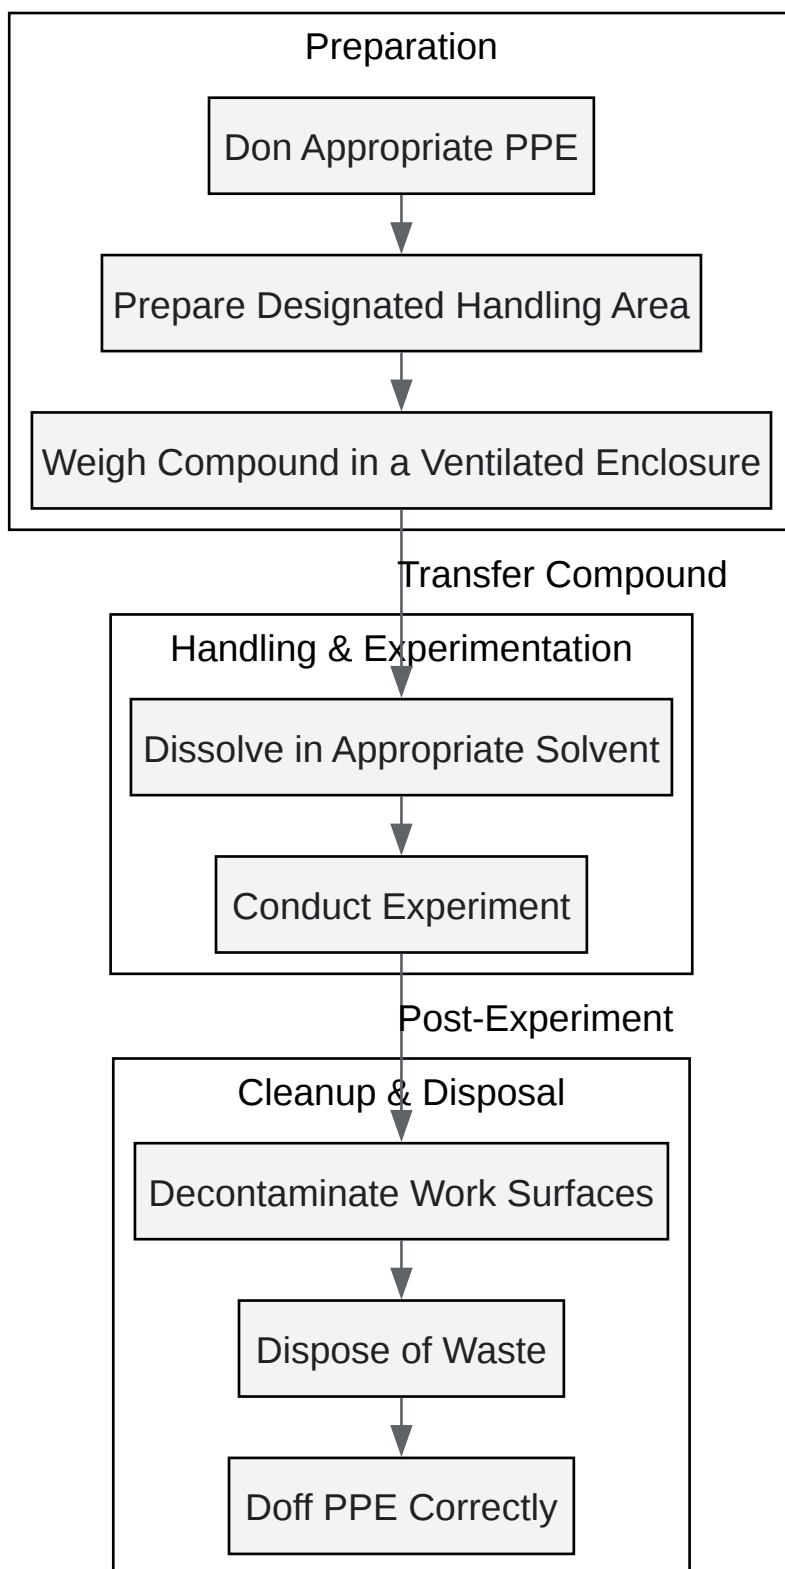 Preparation
Don Appropriate PPE
Prepare Designated Handling Area
Weigh Compound in a Ventilated Enclosure
Transfer Compound
Handling & Experimentation
Dissolve in Appropriate Solvent
Conduct Experiment
Post-Experiment
Cleanup & Disposal
Decontaminate Work Surfaces
Dispose of Waste
Doff PPE Correctly